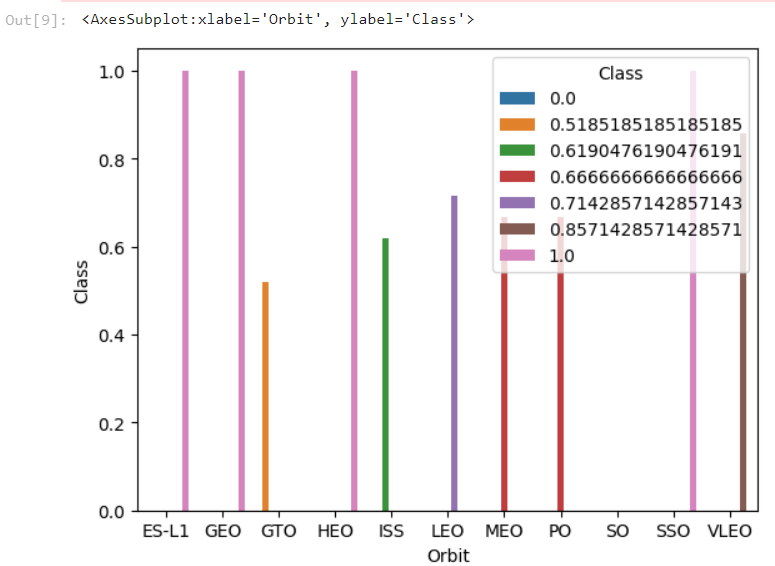 Out[9]: <AxesSubplot:xlabel='Orbit', ylabel='Class'>
Class
0.0
0.5185185185185185
0.6190476190476191
0.6666666666666666
0.7142857142857143
0.8571428571428571
1.0
1.0
0.8
0.6
0.4
0.2
0.0
Class
ES-L1 GEO GTO HEO ISS LEO MEO PO SO SSO VLEO
Orbit